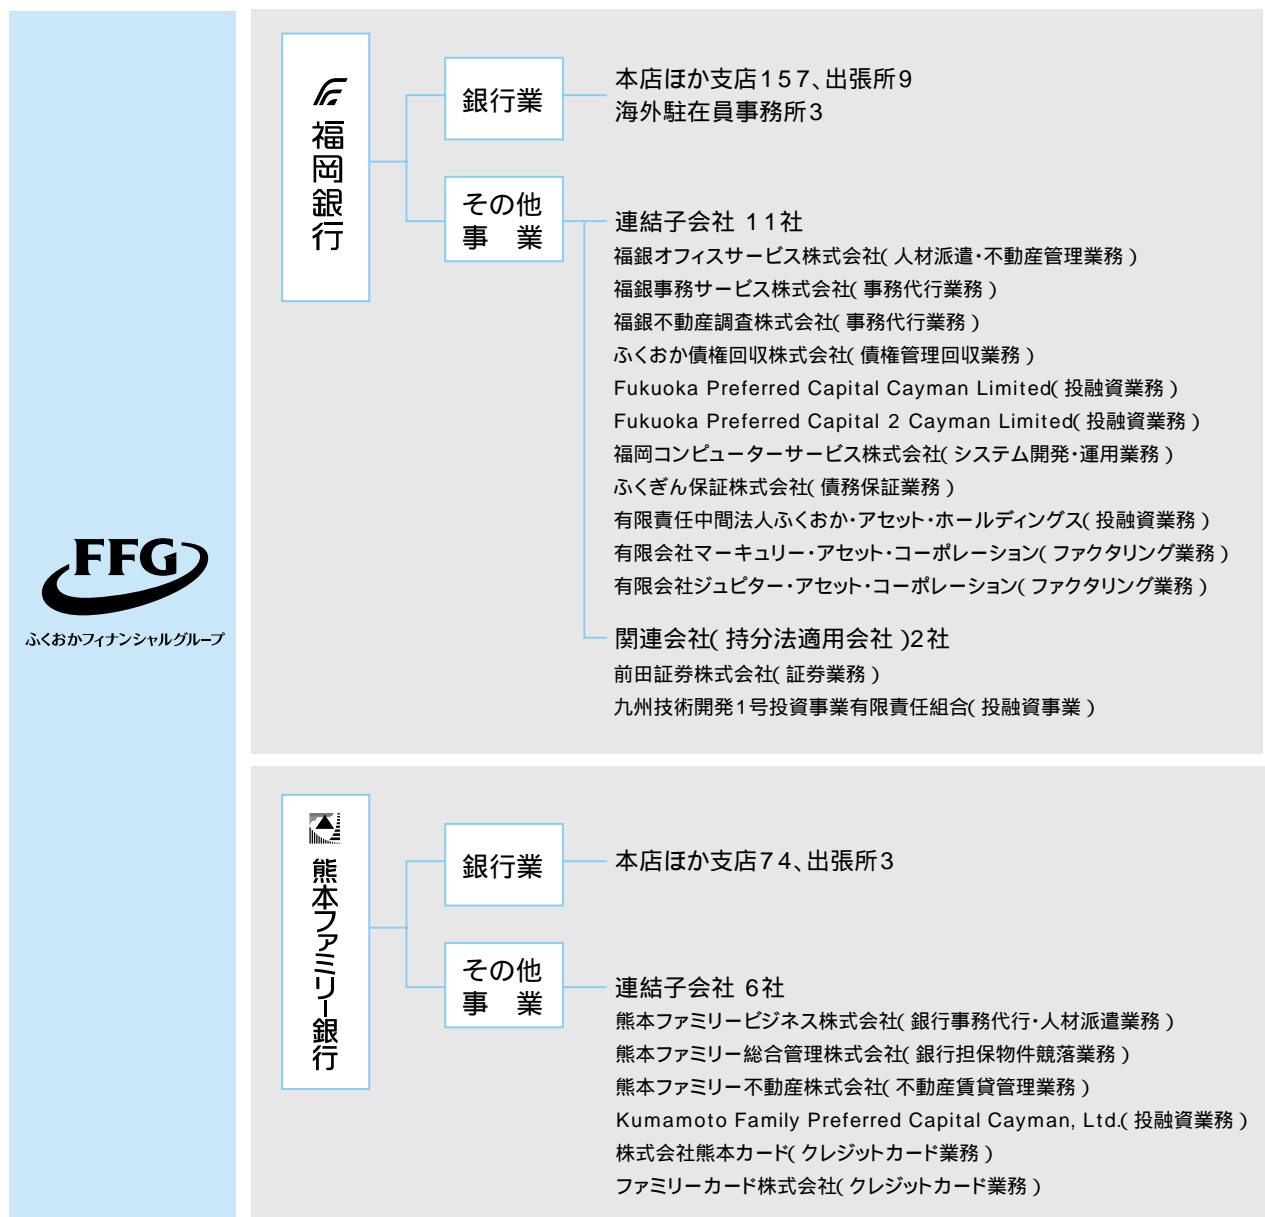 FFG
ふくおかフィナンシャルグループ
福岡銀行
銀行業
本店ほか支店157、出張所9
海外駐在員事務所3
その他
事 業
連結子会社 11社
福銀オフィスサービス株式会社(人材派遣・不動産管理業務)
福銀事務サービス株式会社(事務代行業務)
福銀不動産調査株式会社(事務代行業務)
ふくおか債権回収株式会社(債権管理回収業務)
Fukuoka Preferred Capital Cayman Limited(投融資業務)
Fukuoka Preferred Capital 2 Cayman Limited(投融資業務)
福岡コンピューターサービス株式会社(システム開発・運用業務)
ふくぎん保証株式会社(債務保証業務)
有限責任中間法人ふくおか・アセット・ホールディングス(投融資業務)
有限会社マーキュリー・アセット・コーポレーション(ファクタリング業務)
有限会社ジュピター・アセット・コーポレーション(ファクタリング業務)
関連会社(持分法適用会社)2社
前田証券株式会社(証券業務)
九州技術開発1号投資事業有限責任組合(投融資事業)
熊本ファミリー銀行
銀行業
本店ほか支店74、出張所3
その他
事 業
連結子会社 6社
熊本ファミリービジネス株式会社(銀行事務代行・人材派遣業務)
熊本ファミリー総合管理株式会社(銀行担保物件競落業務)
熊本ファミリー不動産株式会社(不動産賃貸管理業務)
Kumamoto Family Preferred Capital Cayman, Ltd.(投融資業務)
株式会社熊本カード(クレジットカード業務)
ファミリーカード株式会社(クレジットカード業務)